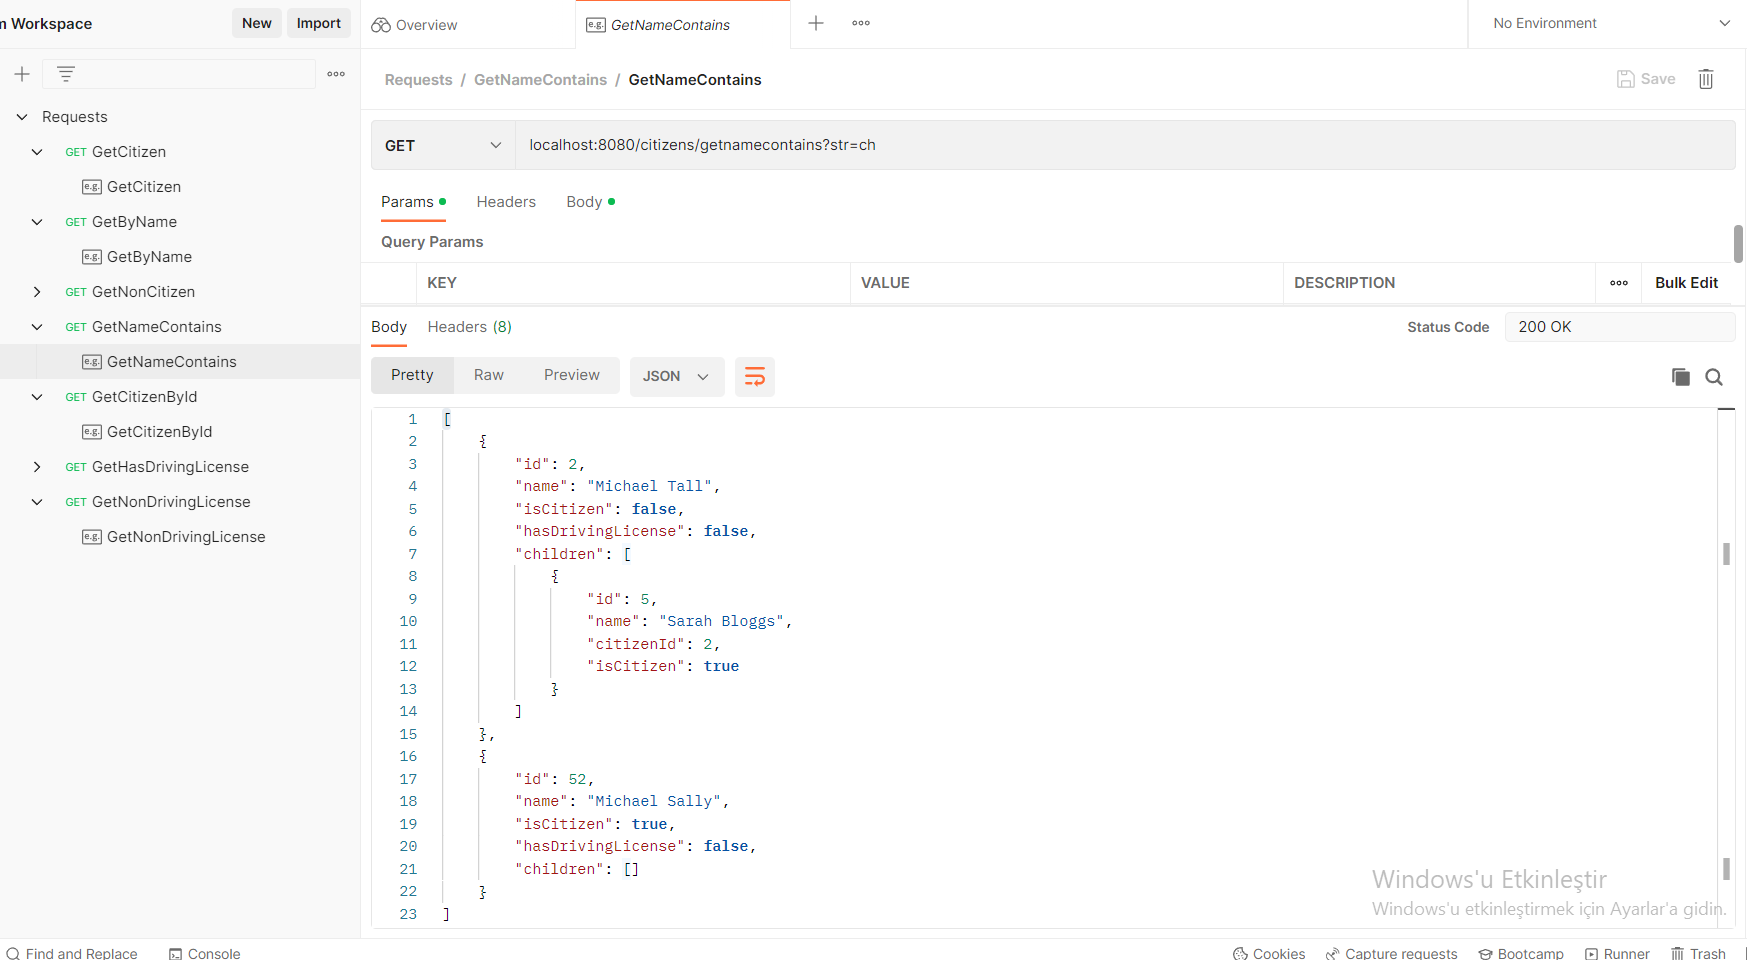 m Workspace
New
Import
Overview
GetNameContains
No Environment
Requests / GetNameContains / GetNameContains
Save
Requests
GET GetCitizen
e.g. GetCitizen
GET GetByName
e.g. GetByName
GET GetNonCitizen
GET GetNameContains
e.g. GetNameContains
GET GetCitizenById
e.g. GetCitizenById
GET GetHasDrivingLicense
GET GetNonDrivingLicense
e.g. GetNonDrivingLicense
GET
localhost:8080/citizens/getnamecontains?str=ch
Params
Headers
Body
Query Params
KEY
VALUE
DESCRIPTION
Bulk Edit
Body
Headers (8)
Status Code
200 OK
Pretty
Raw
Preview
JSON
1 [
2 {
3 "id": 2,
4 "name": "Michael Tall",
5 "isCitizen": false,
6 "hasDrivingLicense": false,
7 "children": [
8 {
9 "id": 5,
10 "name": "Sarah Bloggs",
11 "citizenId": 2,
12 "isCitizen": true
13 }
14 ]
15 },
16 {
17 "id": 52,
18 "name": "Michael Sally",
19 "isCitizen": true,
20 "hasDrivingLicense": false,
21 "children": []
22 }
23 ]
Windows'u Etkinleştir
Windows'u etkinleştirmek için Ayarlar'a gidin.
Find and Replace
Console
Cookies
Capture requests
Bootcamp
Runner
Trash